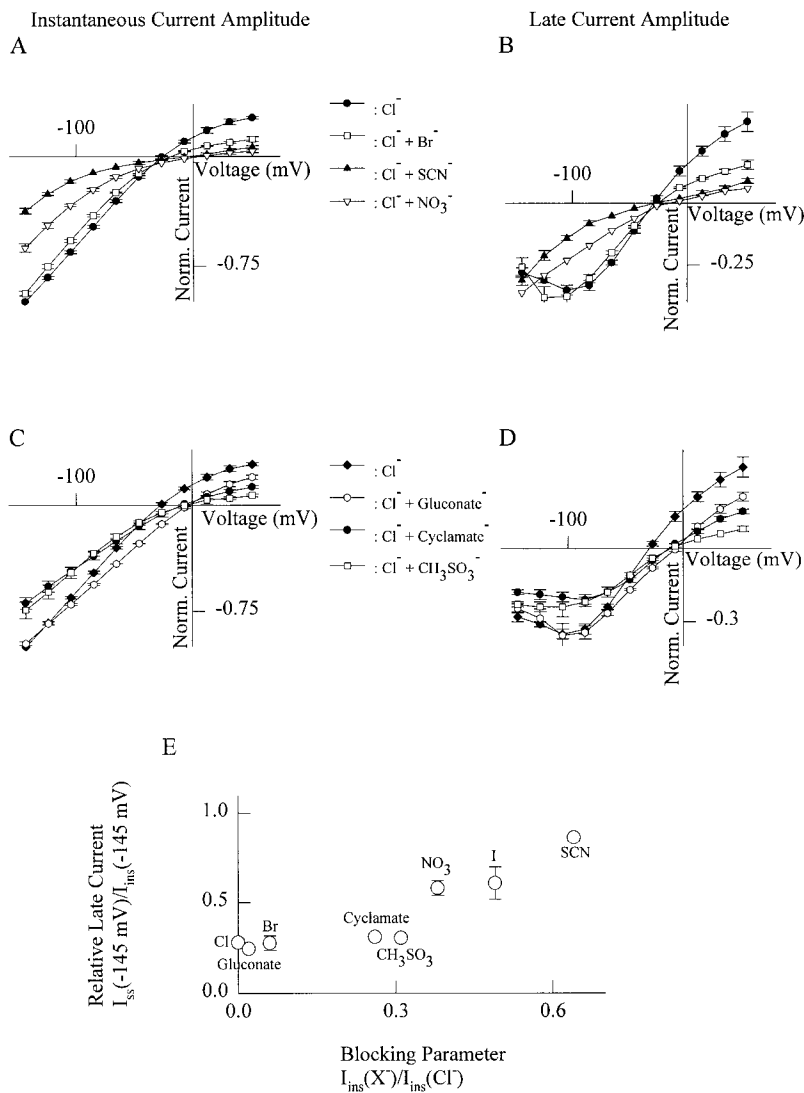 Instantaneous Current Amplitude
Late Current Amplitude
A
B
-100
Voltage (mV)
Norm. Current
-0.75
: Cl⁻
: Cl⁻ + Br⁻
: Cl⁻ + SCN⁻
: Cl⁻ + NO₃⁻
-100
Voltage (mV)
Norm. Current
-0.25
C
D
-100
Voltage (mV)
Norm. Current
-0.75
: Cl⁻
: Cl⁻ + Gluconate⁻
: Cl⁻ + Cyclamate⁻
: Cl⁻ + CH₃SO₃⁻
-100
Voltage (mV)
Norm. Current
-0.3
E
Relative Late Current
I_ss(-145 mV)/I_ins(-145 mV)
1.0
0.5
0.0
Cl
Gluconate
Br
Cyclamate
CH₃SO₃
NO₃
I
SCN
0.0
0.3
0.6
Blocking Parameter
I_ins(X⁻)/I_ins(Cl⁻)